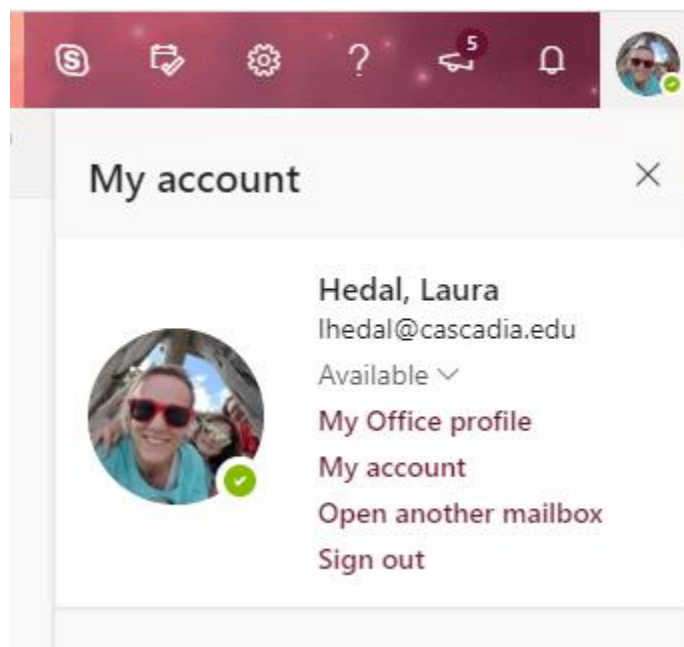 S
?
5
My account
Hedal, Laura
lhedal@cascadia.edu
Available
My Office profile
My account
Open another mailbox
Sign out